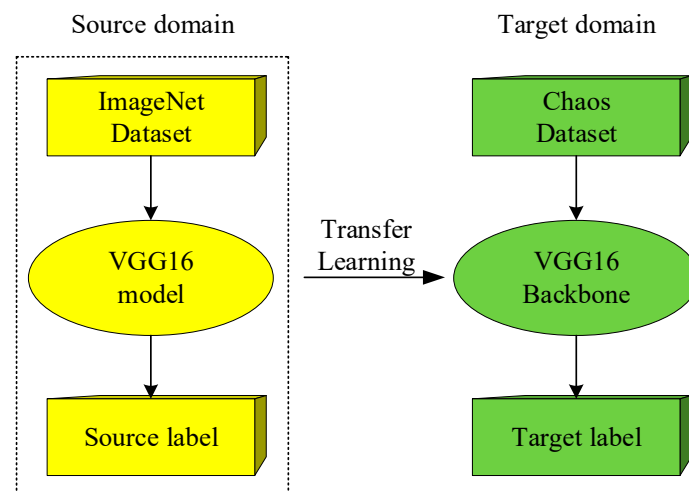 Source domain
Target domain
ImageNet
Dataset
Chaos
Dataset
VGG16
model
Transfer
Learning
VGG16
Backbone
Source label
Target label